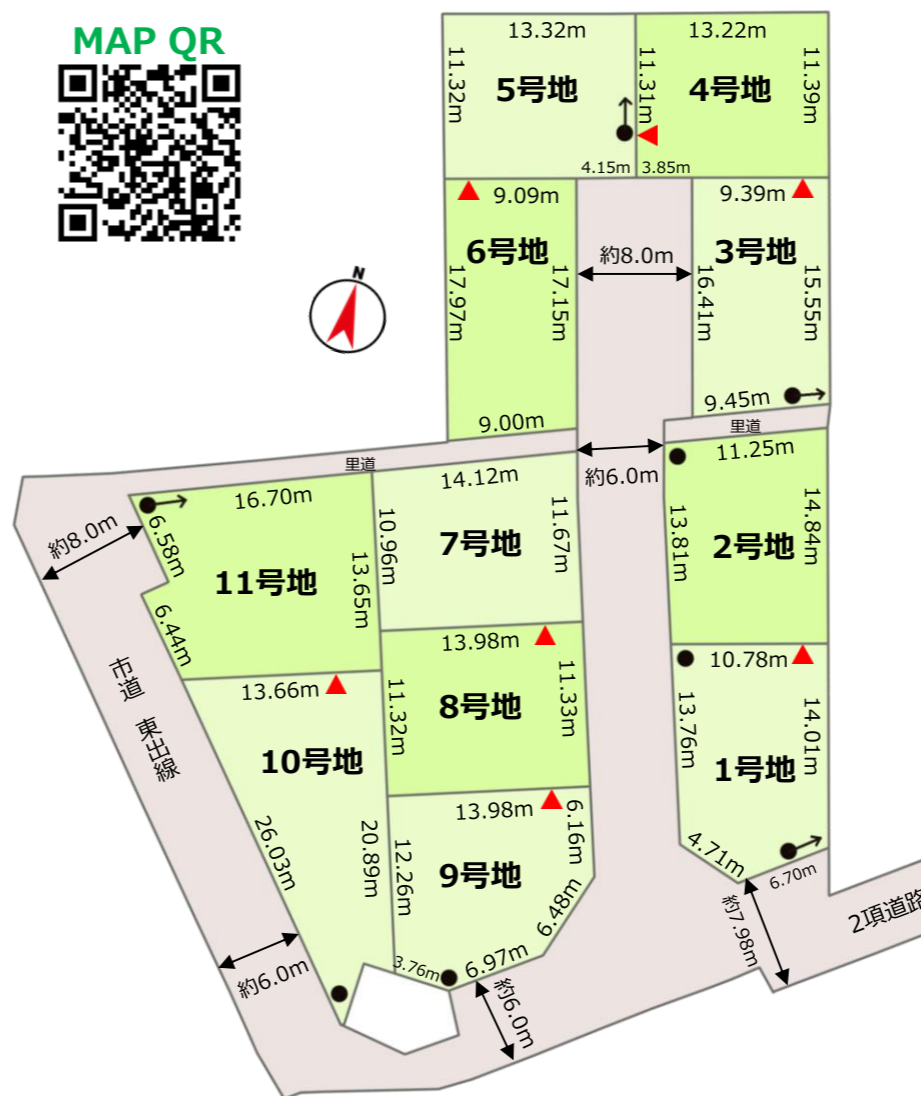 MAP QR
13.32m
13.22m
11.32m
5号地
11.31m
4号地
11.39m
4.15m
3.85m
9.09m
9.39m
6号地
3号地
17.97m
17.15m
約8.0m
16.41m
15.55m
N
9.00m
9.45m
里道
里道
約6.0m
11.25m
14.12m
16.70m
約8.0m
6.58m
10.96m
7号地
11.67m
13.81m
2号地
14.84m
11号地
13.65m
6.44m
13.98m
10.78m
市道 東出線
13.66m
11.32m
8号地
11.33m
13.76m
1号地
14.01m
10号地
13.98m
6.16m
26.03m
20.89m
12.26m
9号地
4.71m
6.70m
6.48m
約7.98m
2項道路
3.76m
6.97m
約6.0m
約6.0m